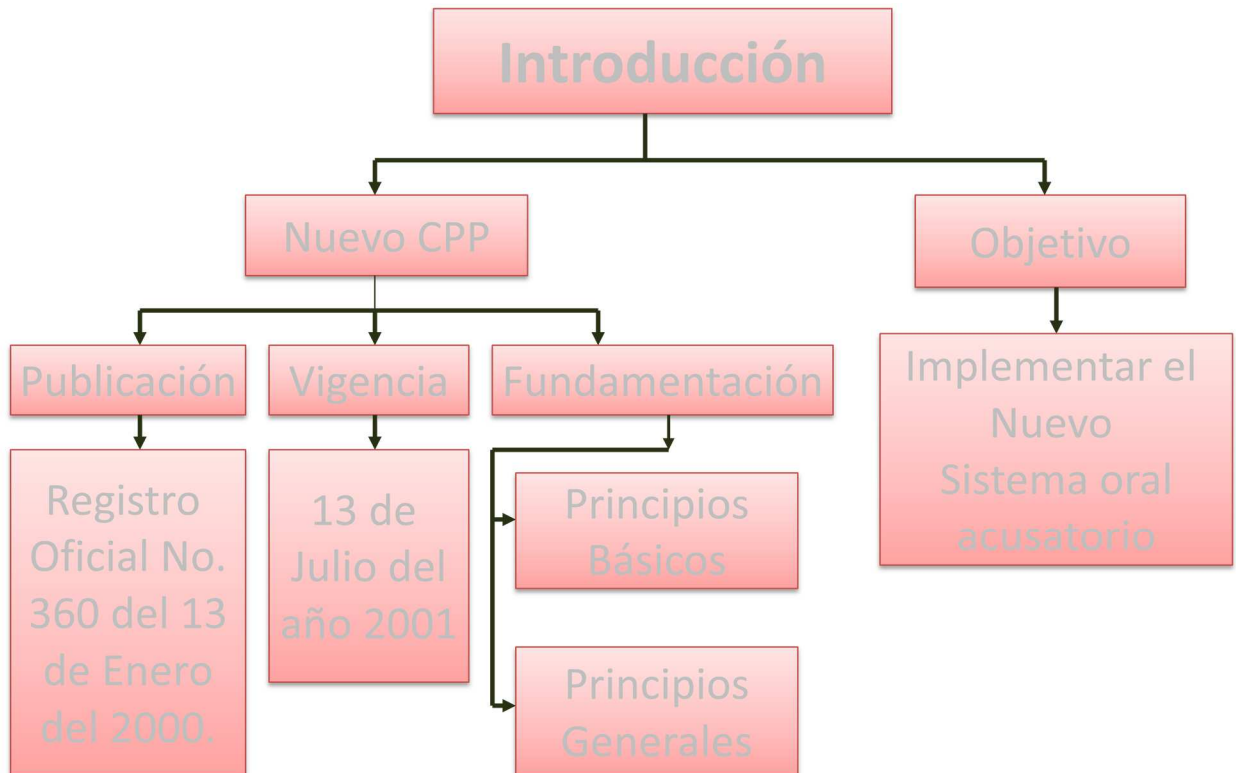 Introducción
Nuevo CPP
Objetivo
Publicación
Vigencia
Fundamentación
Implementar el
Nuevo
Sistema oral
acusatorio
Registro
Oficial No.
360 del 13
de Enero
del 2000.
13 de
Julio del
año 2001
Principios
Básicos
Principios
Generales